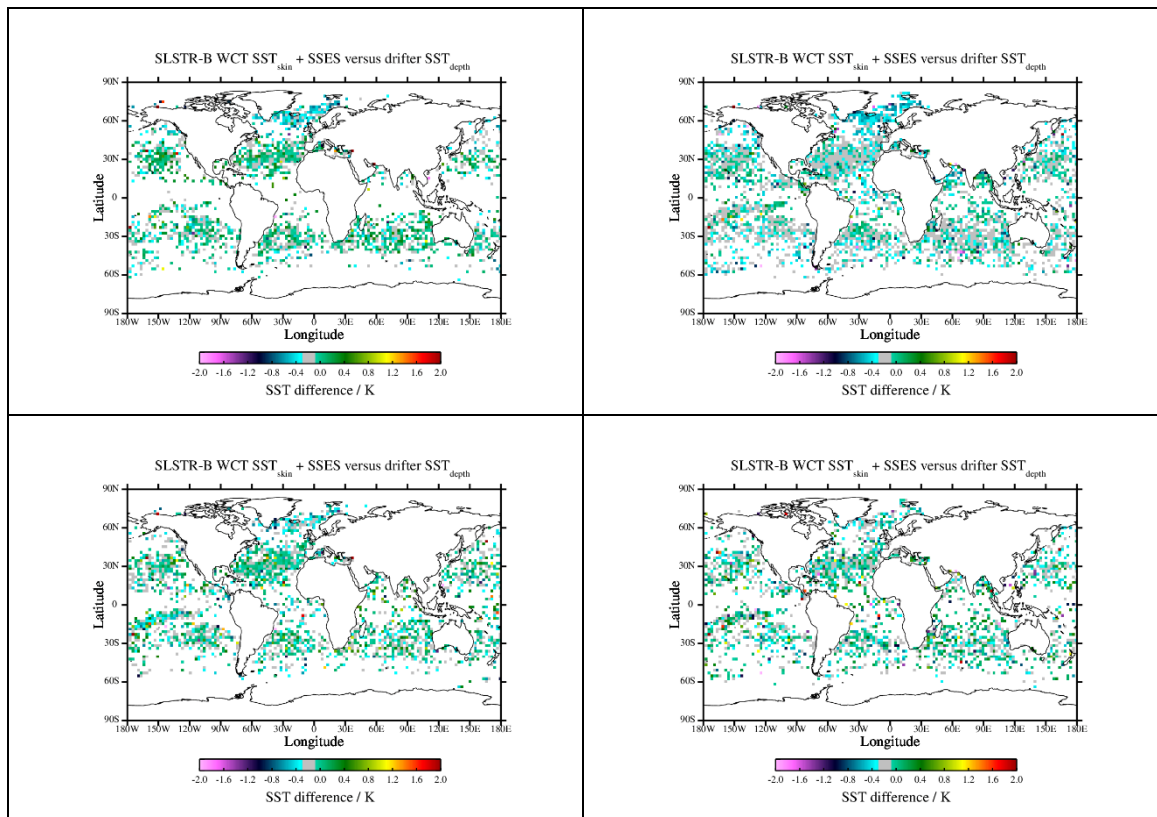 SLSTR-B WCT SST_skin + SSES versus drifter SST_depth
90N
60N
30N
0
30S
60S
90S
Latitude
180W 150W 120W 90W 60W 30W 0 30E 60E 90E 120E 150E 180E
Longitude
-2.0 -1.6 -1.2 -0.8 -0.4 0.0 0.4 0.8 1.2 1.6 2.0
SST difference / K
SLSTR-B WCT SST_skin + SSES versus drifter SST_depth
90N
60N
30N
0
30S
60S
90S
Latitude
180W 150W 120W 90W 60W 30W 0 30E 60E 90E 120E 150E 180E
Longitude
-2.0 -1.6 -1.2 -0.8 -0.4 0.0 0.4 0.8 1.2 1.6 2.0
SST difference / K
SLSTR-B WCT SST_skin + SSES versus drifter SST_depth
90N
60N
30N
0
30S
60S
90S
Latitude
180W 150W 120W 90W 60W 30W 0 30E 60E 90E 120E 150E 180E
Longitude
-2.0 -1.6 -1.2 -0.8 -0.4 0.0 0.4 0.8 1.2 1.6 2.0
SST difference / K
SLSTR-B WCT SST_skin + SSES versus drifter SST_depth
90N
60N
30N
0
30S
60S
90S
Latitude
180W 150W 120W 90W 60W 30W 0 30E 60E 90E 120E 150E 180E
Longitude
-2.0 -1.6 -1.2 -0.8 -0.4 0.0 0.4 0.8 1.2 1.6 2.0
SST difference / K